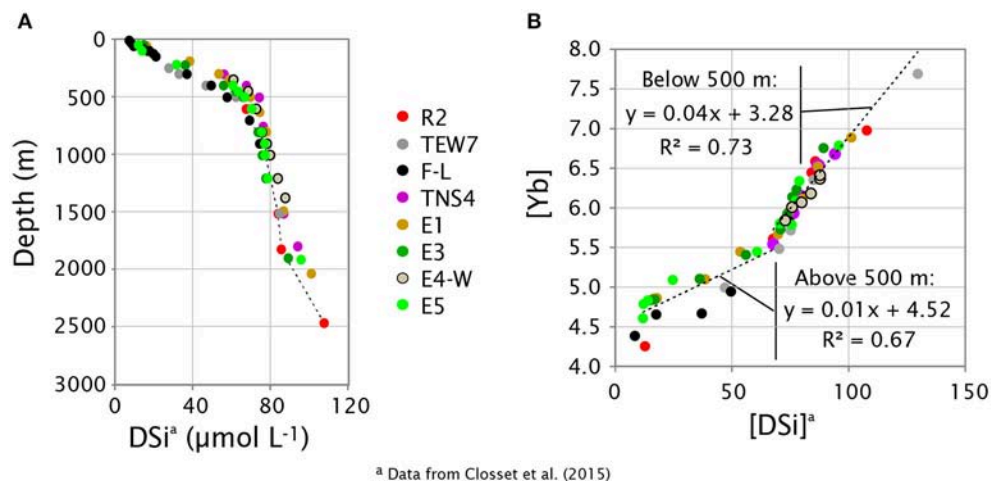 A
0
500
1000
1500
2000
2500
3000
Depth (m)
0 40 80 120
DSiᵃ (µmol L⁻¹)
R2
TEW7
F-L
TNS4
E1
E3
E4-W
E5
B
8.0
7.5
7.0
6.5
6.0
5.5
5.0
4.5
4.0
[Yb]
Below 500 m:
y = 0.04x + 3.28
R² = 0.73
Above 500 m:
y = 0.01x + 4.52
R² = 0.67
0 50 100 150
[DSi]ᵃ
ᵃ Data from Closset et al. (2015)